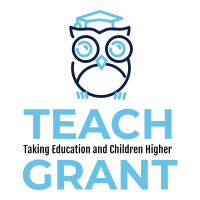 TEACH
Taking Education and Children Higher
GRANT